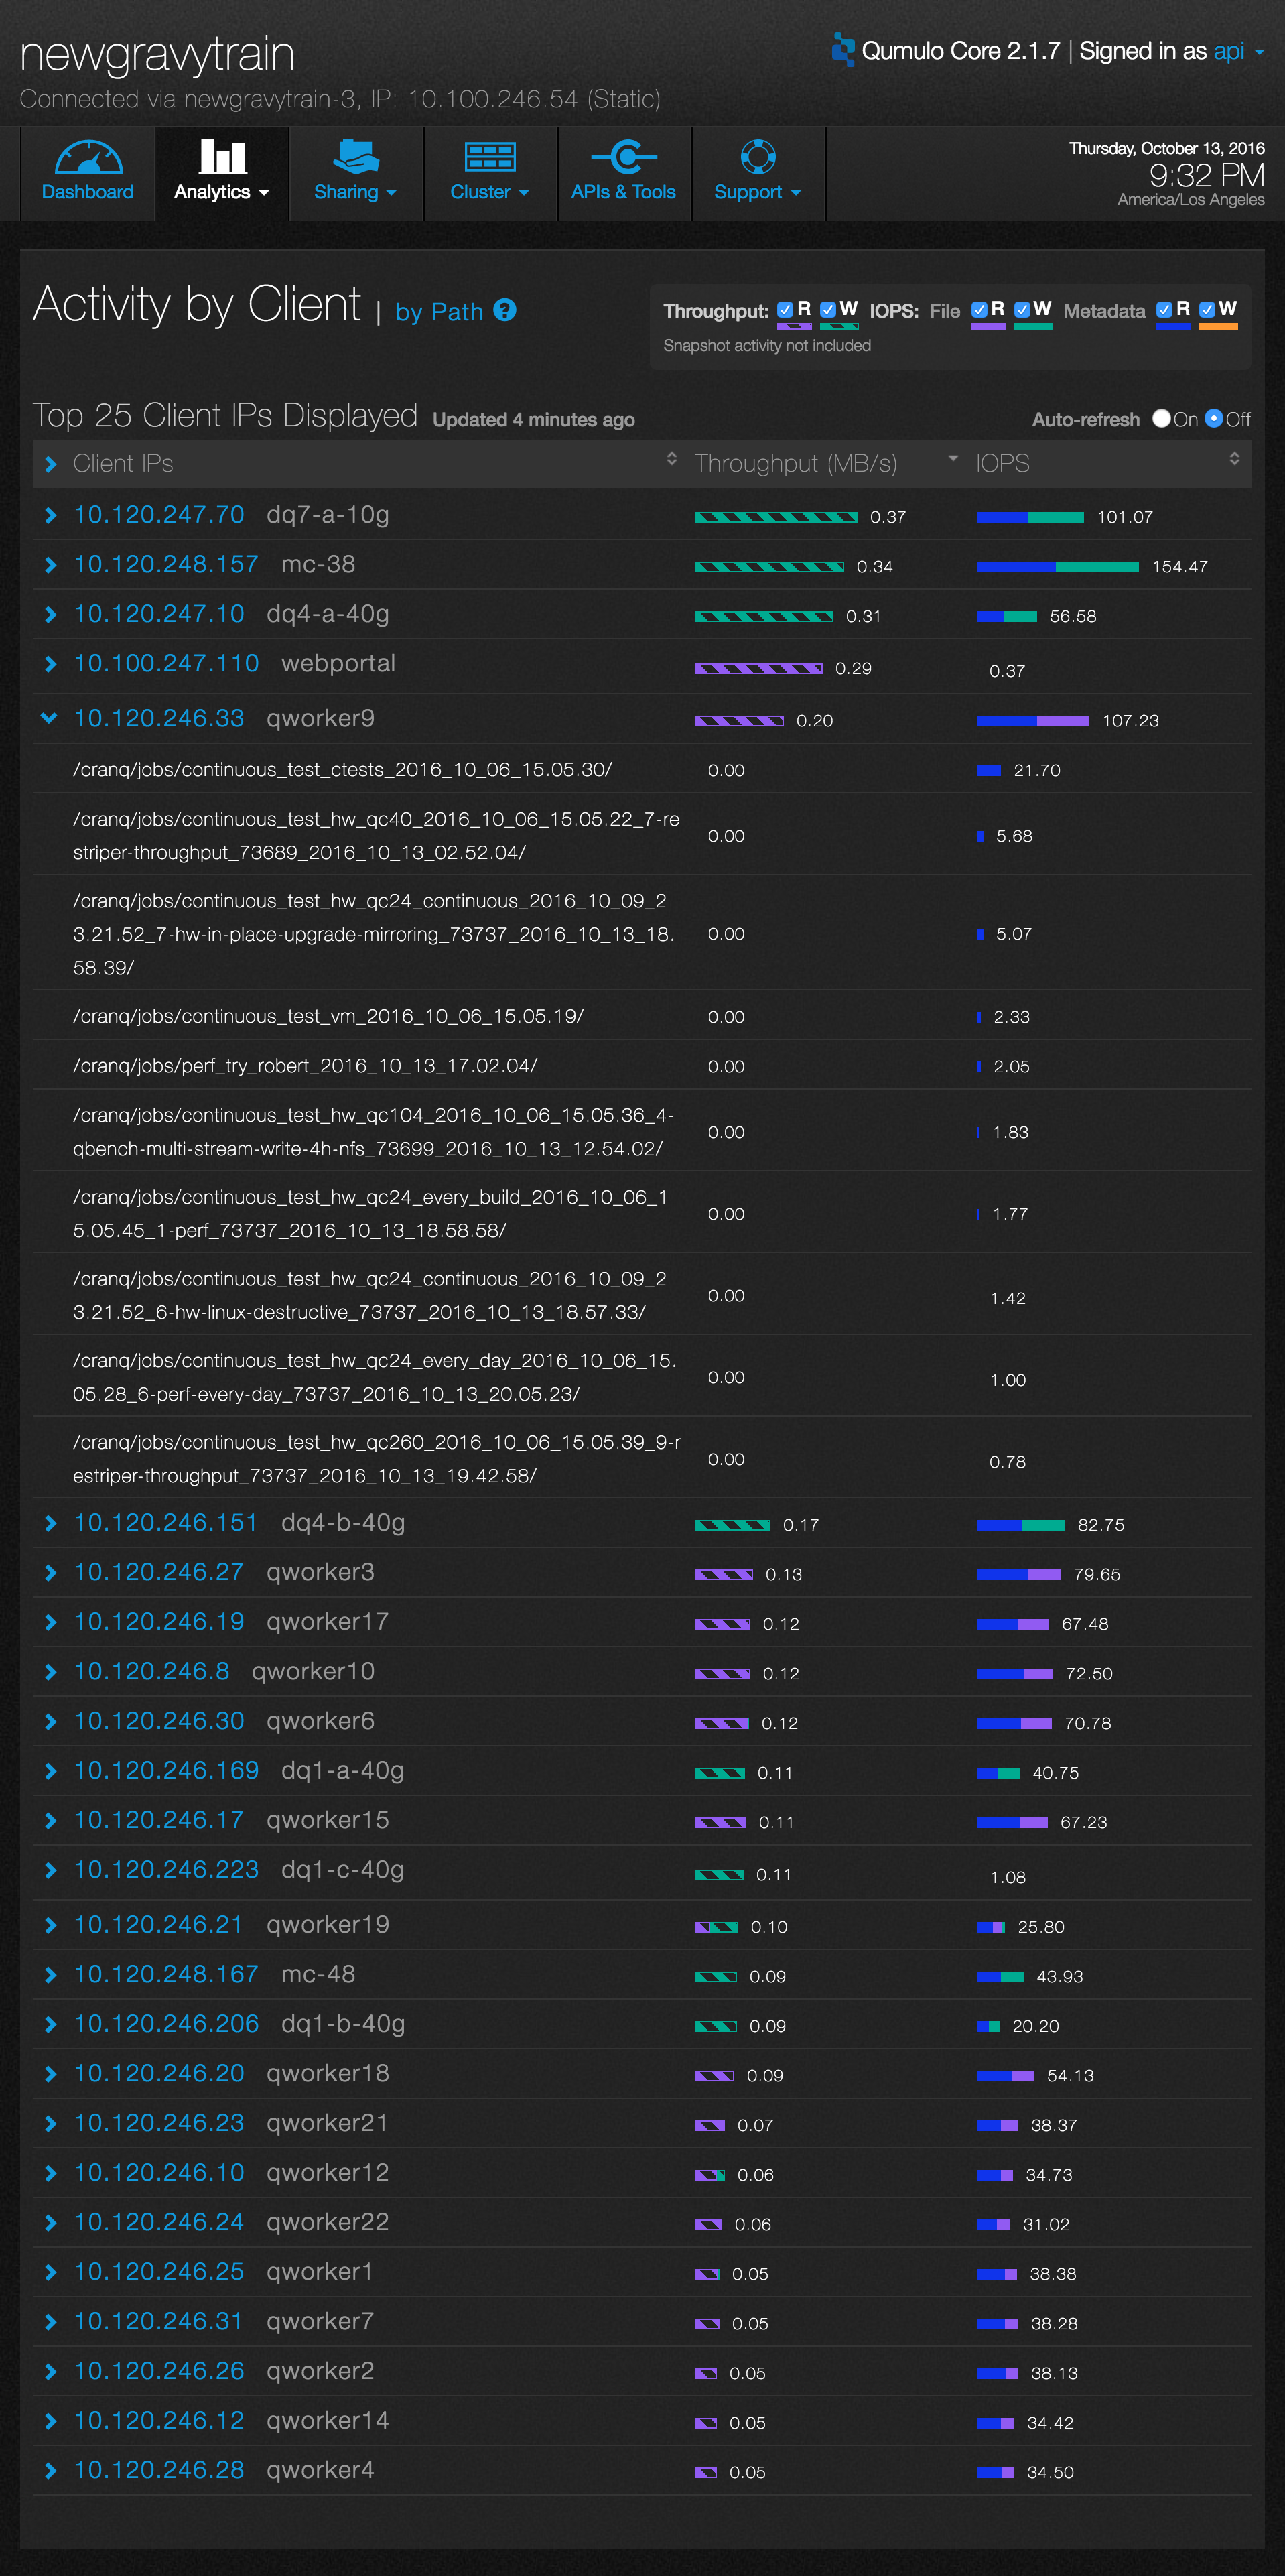 newgravytrain
Qumulo Core 2.1.7 | Signed in as api
Connected via newgravytrain-3, IP: 10.100.246.54 (Static)
Dashboard
Analytics
Sharing
Cluster
APIs & Tools
Support
Thursday, October 13, 2016
9:32 PM
America/Los Angeles
Activity by Client | by Path ?
Throughput: R W IOPS: File R W Metadata R W
Snapshot activity not included
Top 25 Client IPs Displayed Updated 4 minutes ago
Auto-refresh On Off
Client IPs Throughput (MB/s) IOPS
10.120.247.70 dq7-a-10g 0.37 101.07
10.120.248.157 mc-38 0.34 154.47
10.120.247.10 dq4-a-40g 0.31 56.58
10.100.247.110 webportal 0.29 0.37
10.120.246.33 qworker9 0.20 107.23
/cranq/jobs/continuous_test_ctests_2016_10_06_15.05.30/ 0.00 21.70
/cranq/jobs/continuous_test_hw_qc40_2016_10_06_15.05.22_7-re
striper-throughput_73689_2016_10_13_02.52.04/ 0.00 5.68
/cranq/jobs/continuous_test_hw_qc24_continuous_2016_10_09_2
3.21.52_7-hw-in-place-upgrade-mirroring_73737_2016_10_13_18. 0.00 5.07
58.39/
/cranq/jobs/continuous_test_vm_2016_10_06_15.05.19/ 0.00 2.33
/cranq/jobs/perf_try_robert_2016_10_13_17.02.04/ 0.00 2.05
/cranq/jobs/continuous_test_hw_qc104_2016_10_06_15.05.36_4-
qbench-multi-stream-write-4h-nfs_73699_2016_10_13_12.54.02/ 0.00 1.83
/cranq/jobs/continuous_test_hw_qc24_every_build_2016_10_06_1
5.05.45_1-perf_73737_2016_10_13_18.58.58/ 0.00 1.77
/cranq/jobs/continuous_test_hw_qc24_continuous_2016_10_09_2
3.21.52_6-hw-linux-destructive_73737_2016_10_13_18.57.33/ 0.00 1.42
/cranq/jobs/continuous_test_hw_qc24_every_day_2016_10_06_15.
05.28_6-perf-every-day_73737_2016_10_13_20.05.23/ 0.00 1.00
/cranq/jobs/continuous_test_hw_qc260_2016_10_06_15.05.39_9-r
estriper-throughput_73737_2016_10_13_19.42.58/ 0.00 0.78
10.120.246.151 dq4-b-40g 0.17 82.75
10.120.246.27 qworker3 0.13 79.65
10.120.246.19 qworker17 0.12 67.48
10.120.246.8 qworker10 0.12 72.50
10.120.246.30 qworker6 0.12 70.78
10.120.246.169 dq1-a-40g 0.11 40.75
10.120.246.17 qworker15 0.11 67.23
10.120.246.223 dq1-c-40g 0.11 1.08
10.120.246.21 qworker19 0.10 25.80
10.120.248.167 mc-48 0.09 43.93
10.120.246.206 dq1-b-40g 0.09 20.20
10.120.246.20 qworker18 0.09 54.13
10.120.246.23 qworker21 0.07 38.37
10.120.246.10 qworker12 0.06 34.73
10.120.246.24 qworker22 0.06 31.02
10.120.246.25 qworker1 0.05 38.38
10.120.246.31 qworker7 0.05 38.28
10.120.246.26 qworker2 0.05 38.13
10.120.246.12 qworker14 0.05 34.42
10.120.246.28 qworker4 0.05 34.50